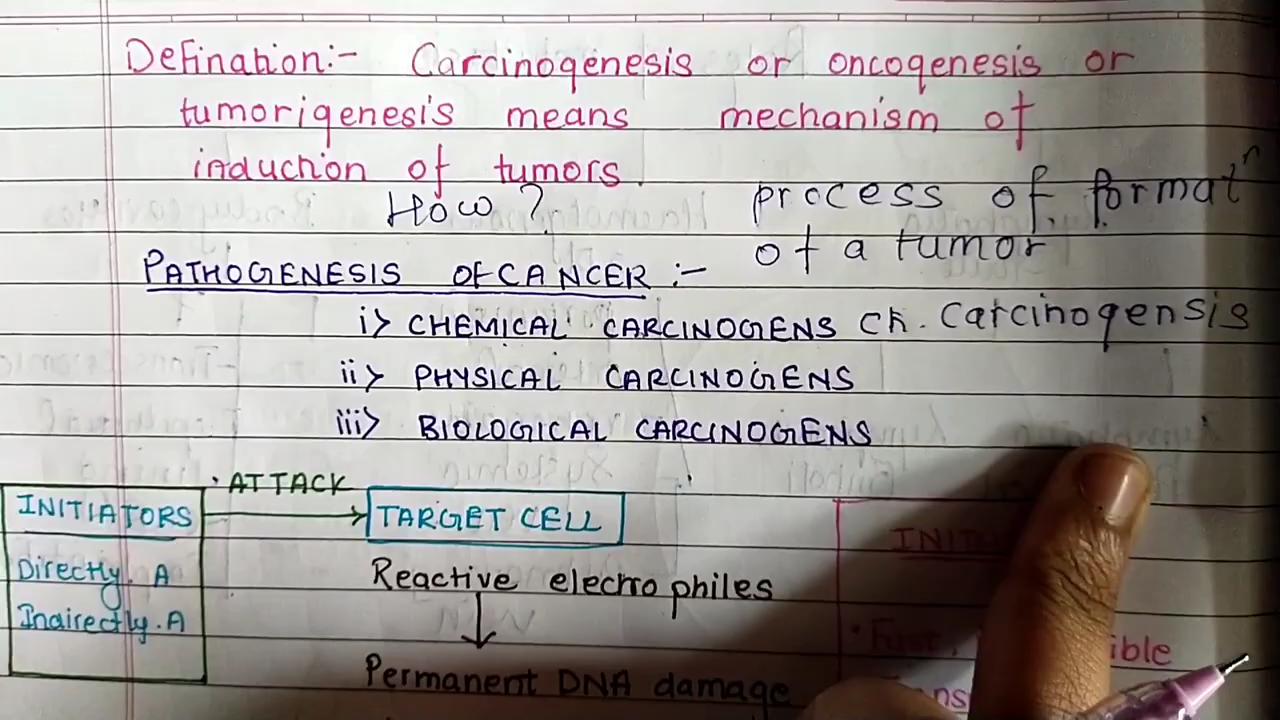 Defination:- Carcinogenesis or oncogenesis or
tumorigenesis means mechanism of
induction of tumors.
How ?
process of formatⁿ
of a tumor
PATHOGENESIS OF CANCER :-
i> CHEMICAL CARCINOGENS Ch. Carcinogensis
ii> PHYSICAL CARCINOGENS
iii> BIOLOGICAL CARCINOGENS
INITIATORS
Directly. A
Indirectly. A
ATTACK
TARGET CELL
Reactive electrophiles
Permanent DNA damage